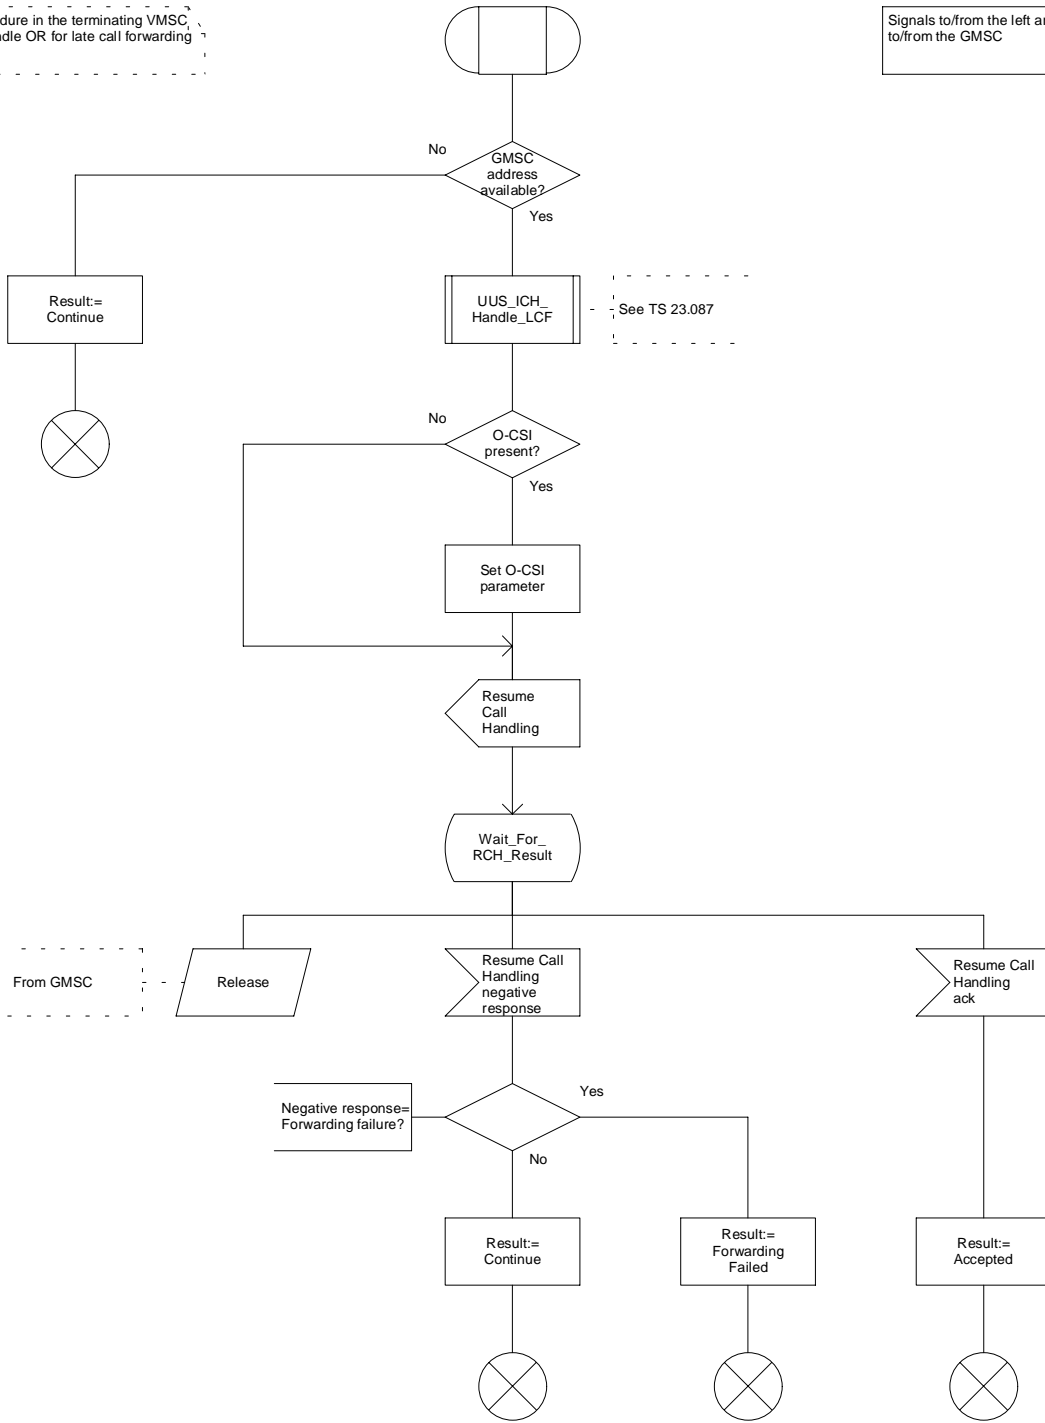 dure in the terminating VMSC
ndle OR for late call forwarding
Signals to/from the left ar
to/from the GMSC
No
GMSC
address
available?
Yes
Result:=
Continue
UUS_ICH_
Handle_LCF
See TS 23.087
No
O-CSI
present?
Yes
Set O-CSI
parameter
Resume
Call
Handling
Wait_For_
RCH_Result
From GMSC
Release
Resume Call
Handling
negative
response
Resume Call
Handling
ack
Negative response=
Forwarding failure?
Yes
No
Result:=
Continue
Result:=
Forwarding
Failed
Result:=
Accepted